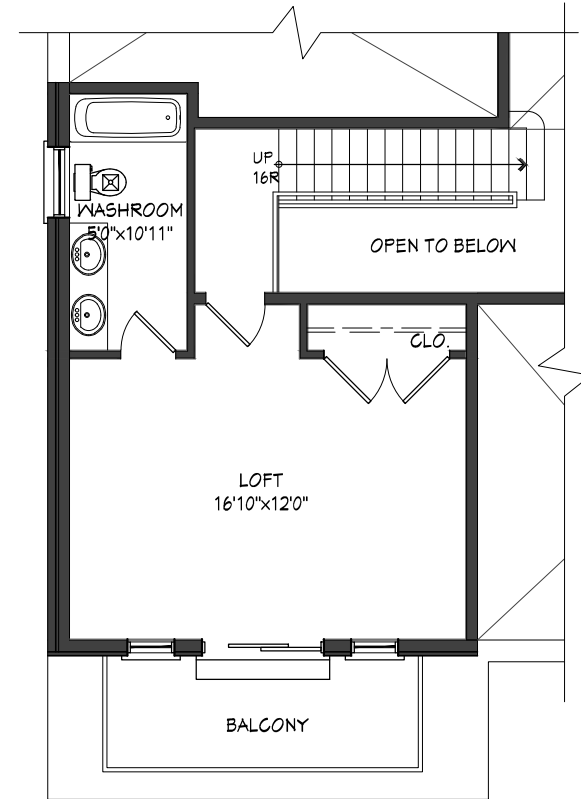 UP
16R
WASHROOM
5'0"x10'11"
OPEN TO BELOW
CLO.
LOFT
16'10"x12'0"
BALCONY